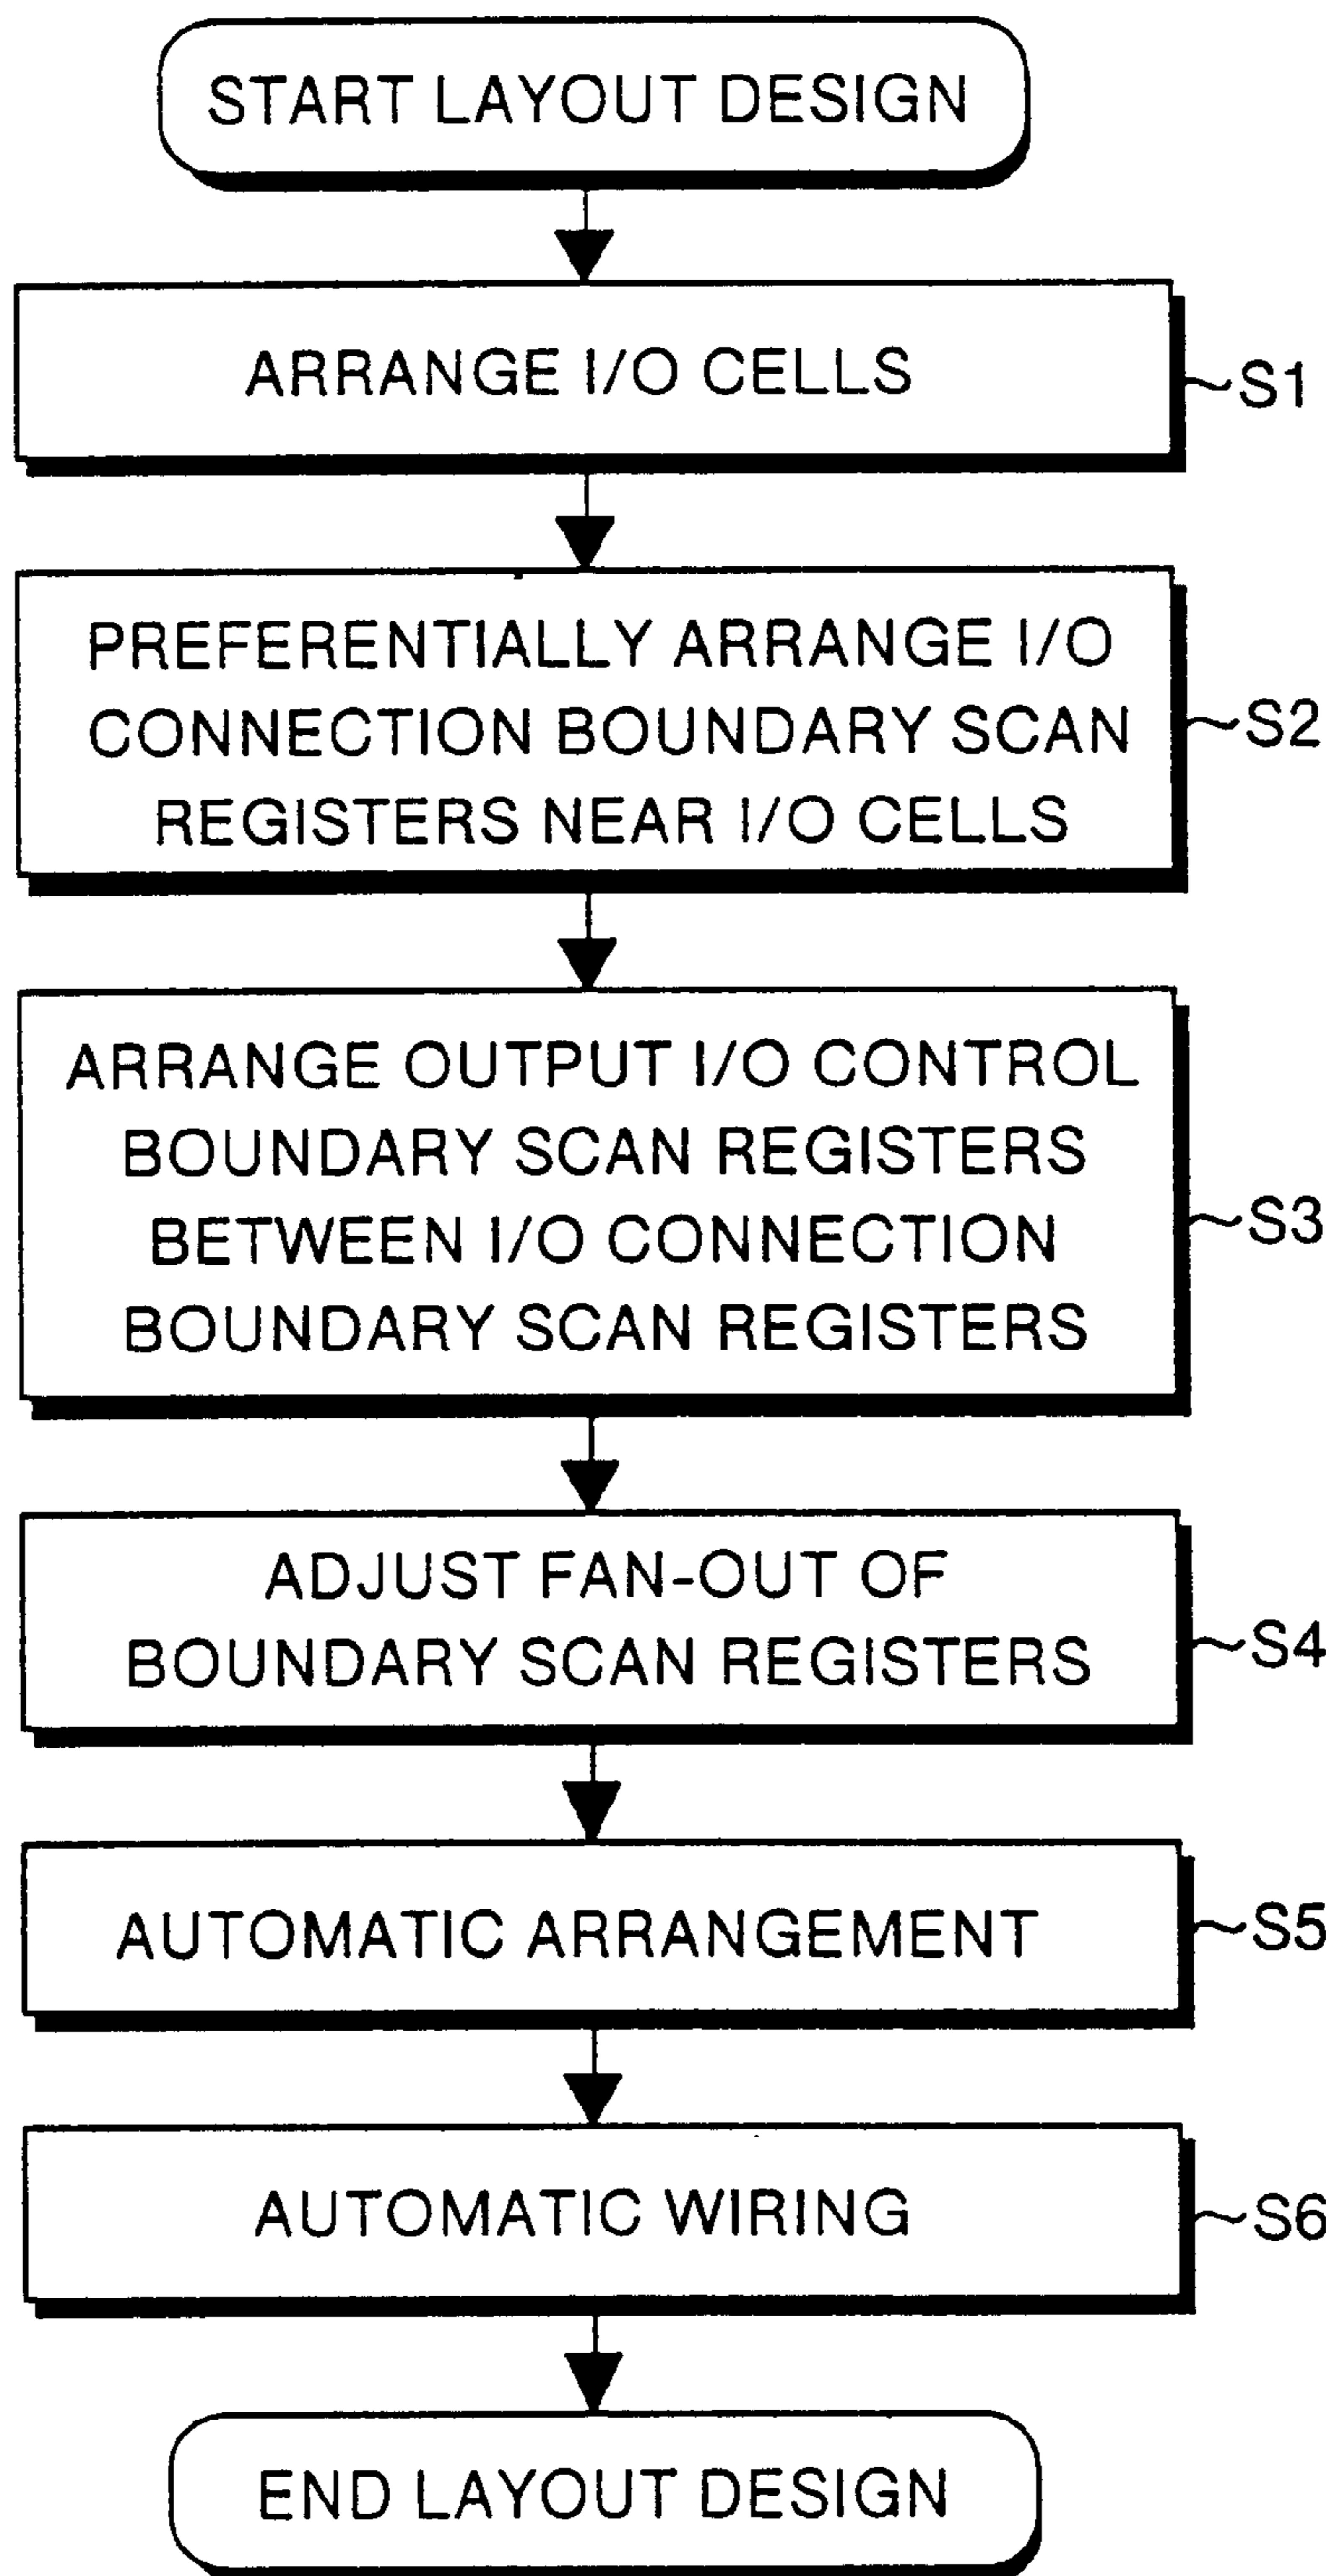 START LAYOUT DESIGN
ARRANGE I/O CELLS
S1
PREFERENTIALLY ARRANGE I/O
CONNECTION BOUNDARY SCAN
REGISTERS NEAR I/O CELLS
S2
ARRANGE OUTPUT I/O CONTROL
BOUNDARY SCAN REGISTERS
BETWEEN I/O CONNECTION
BOUNDARY SCAN REGISTERS
S3
ADJUST FAN-OUT OF
BOUNDARY SCAN REGISTERS
S4
AUTOMATIC ARRANGEMENT
S5
AUTOMATIC WIRING
S6
END LAYOUT DESIGN